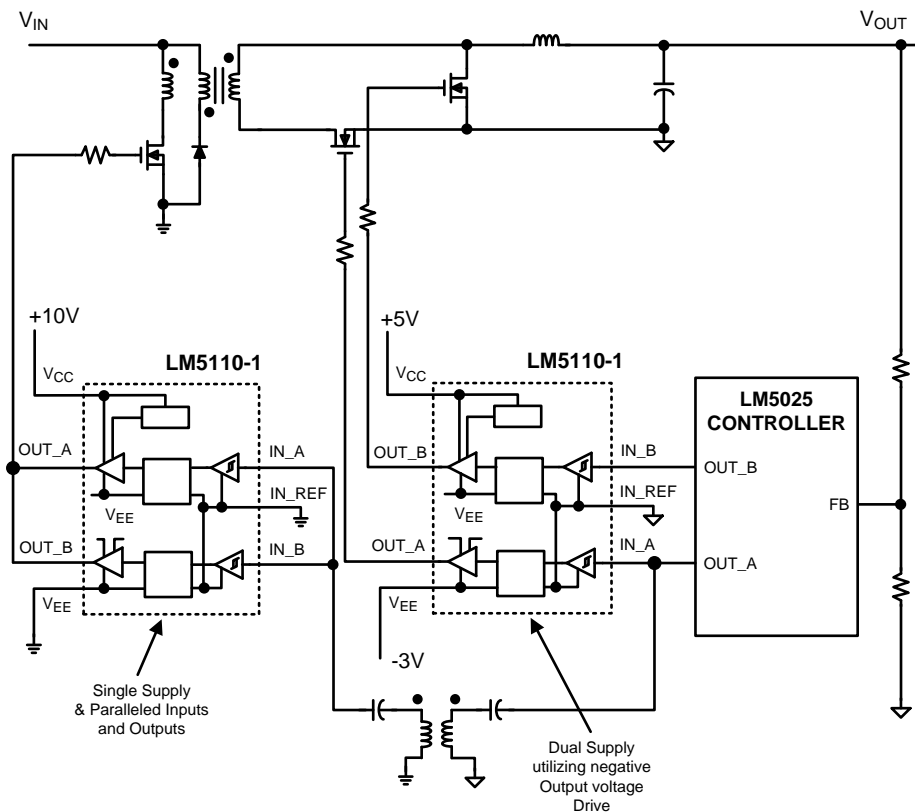 VIN
VOUT
+10V
+5V
LM5110-1
LM5110-1
VCC
VCC
LM5025
CONTROLLER
OUT_A
IN_A
OUT_B
IN_B
OUT_B
IN_REF
IN_REF
FB
VEE
VEE
OUT_B
IN_B
OUT_A
IN_A
OUT_A
VEE
VEE
-3V
Single Supply
& Paralleled Inputs
and Outputs
Dual Supply
utilizing negative
Output voltage
Drive